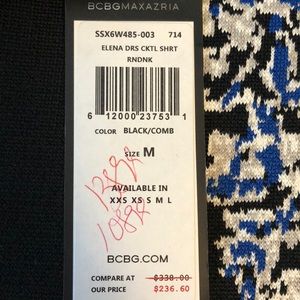 BCBGMAXAZRIA
SSX6W485-003 714
ELENA DRS CKTL SHRT
RNDNK
6 12000 23753 1
COLOR BLACK/COMB
SIZE M
AVAILABLE IN
XXS XS S M L
BCBG.COM
COMPARE AT $338.00
OUR PRICE $236.60